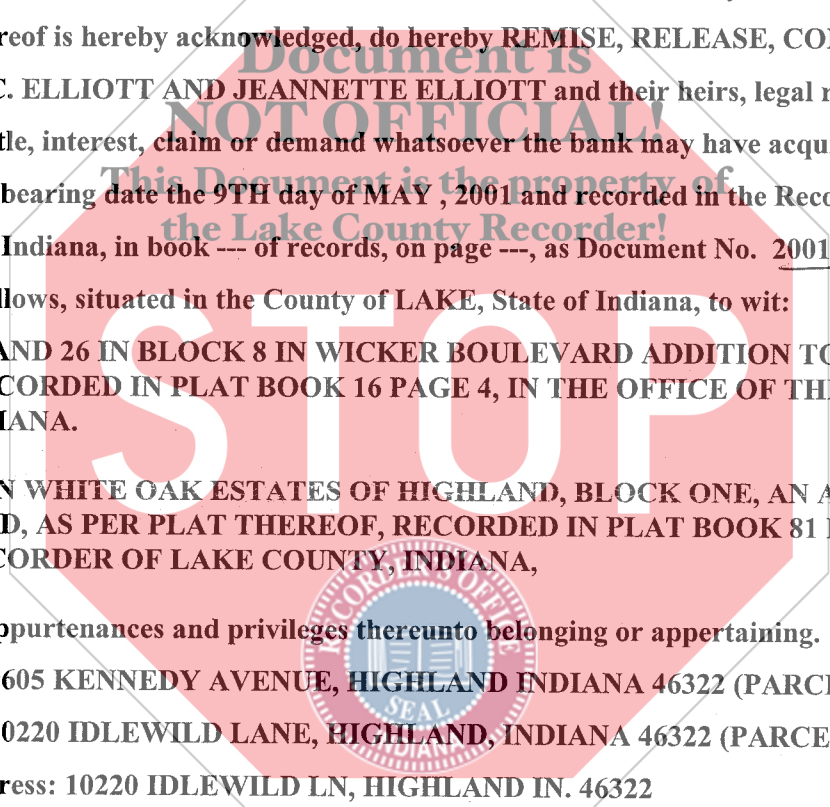 reof is hereby acknowledged, do hereby REMISE, RELEASE, CO
Document is
C. ELLIOTT AND JEANNETTE ELLIOTT and their heirs, legal r
NOT OFFICIAL!
tle, interest, claim or demand whatsoever the bank may have acqu
This Document is the property of
bearing date the 9TH day of MAY , 2001 and recorded in the Reco
the Lake County Recorder!
Indiana, in book --- of records, on page ---, as Document No. 2001
llows, situated in the County of LAKE, State of Indiana, to wit:
STOP
AND 26 IN BLOCK 8 IN WICKER BOULEVARD ADDITION TO
CORDED IN PLAT BOOK 16 PAGE 4, IN THE OFFICE OF TH
IANA.
N WHITE OAK ESTATES OF HIGHLAND, BLOCK ONE, AN A
D, AS PER PLAT THEREOF, RECORDED IN PLAT BOOK 81
CORDER OF LAKE COUNTY, INDIANA,
RECORDER'S OFFICE
ppurtenances and privileges thereunto belonging or appertaining.
605 KENNEDY AVENUE, HIGHLAND INDIANA 46322 (PARCE
SEAL
0220 IDLEWILD LANE, HIGHLAND, INDIANA 46322 (PARCE
INDIANA
ress: 10220 IDLEWILD LN, HIGHLAND IN. 46322